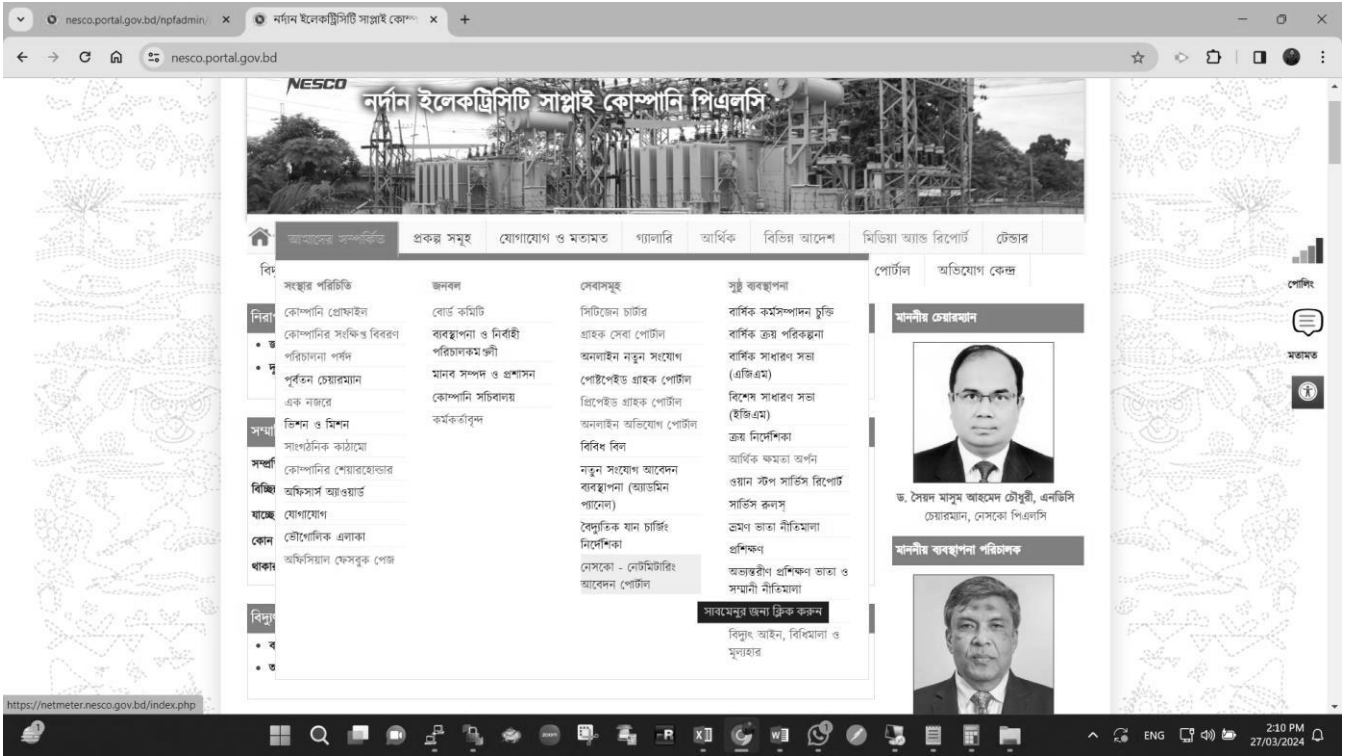 nesco.portal.gov.bd/npfadmin/
নর্দান ইলেকট্রিসিটি সাপ্লাই কোম্প
nesco.portal.gov.bd
NESCO
নর্দান ইলেকট্রিসিটি সাপ্লাই কোম্পানি পিএলসি
আমাদের সম্পর্কিত
প্রকল্প সমূহ
যোগাযোগ ও মতামত
গ্যালারি
আর্থিক
বিভিন্ন আদেশ
মিডিয়া অ্যান্ড রিপোর্ট
টেন্ডার
পোর্টাল
অভিযোগ কেন্দ্র
সংস্থার পরিচিতি
কোম্পানি প্রোফাইল
কোম্পানির সংক্ষিপ্ত বিবরণ
পরিচালনা পর্ষদ
পূর্বতন চেয়ারম্যান
এক নজরে
ভিশন ও মিশন
সাংগঠনিক কাঠামো
কোম্পানির শেয়ারহোল্ডার
অফিসার্স অ্যাওয়ার্ড
যোগাযোগ
ভৌগোলিক এলাকা
অফিসিয়াল ফেসবুক পেজ
জনবল
বোর্ড কমিটি
ব্যবস্থাপনা ও নির্বাহী
পরিচালকমণ্ডলী
মানব সম্পদ ও প্রশাসন
কোম্পানি সচিবালয়
কর্মকর্তাবৃন্দ
সেবাসমূহ
সিটিজেন চার্টার
গ্রাহক সেবা পোর্টাল
অনলাইন নতুন সংযোগ
পোষ্টপেইড গ্রাহক পোর্টাল
প্রিপেইড গ্রাহক পোর্টাল
অনলাইন অভিযোগ পোর্টাল
বিবিধ বিল
নতুন সংযোগ আবেদন
ব্যবস্থাপনা (অ্যাডমিন
প্যানেল)
বৈদ্যুতিক যান চার্জিং
নির্দেশিকা
নেসকো - নেটমিটারিং
আবেদন পোর্টাল
সুষ্ঠু ব্যবস্থাপনা
বার্ষিক কর্মসম্পাদন চুক্তি
বার্ষিক ক্রয় পরিকল্পনা
বার্ষিক সাধারণ সভা
(এজিএম)
বিশেষ সাধারণ সভা
(ইজিএম)
ক্রয় নির্দেশিকা
আর্থিক ক্ষমতা অর্পন
ওয়ান স্টপ সার্ভিস রিপোর্ট
সার্ভিস রুলস্
ভ্রমণ ভাতা নীতিমালা
প্রশিক্ষণ
অভ্যন্তরীণ প্রশিক্ষণ ভাতা ও
সম্মানী নীতিমালা
সাবমেনুর জন্য ক্লিক করুন
বিদ্যুৎ আইন, বিধিমালা ও
মূল্যহার
মাননীয় চেয়ারম্যান
ড. সৈয়দ মাসুম আহমেদ চৌধুরী, এনডিসি
চেয়ারম্যান, নেসকো পিএলসি
মাননীয় ব্যবস্থাপনা পরিচালক
পোলিং
মতামত
https://netmeter.nesco.gov.bd/index.php
ENG
2:10 PM
27/03/2024